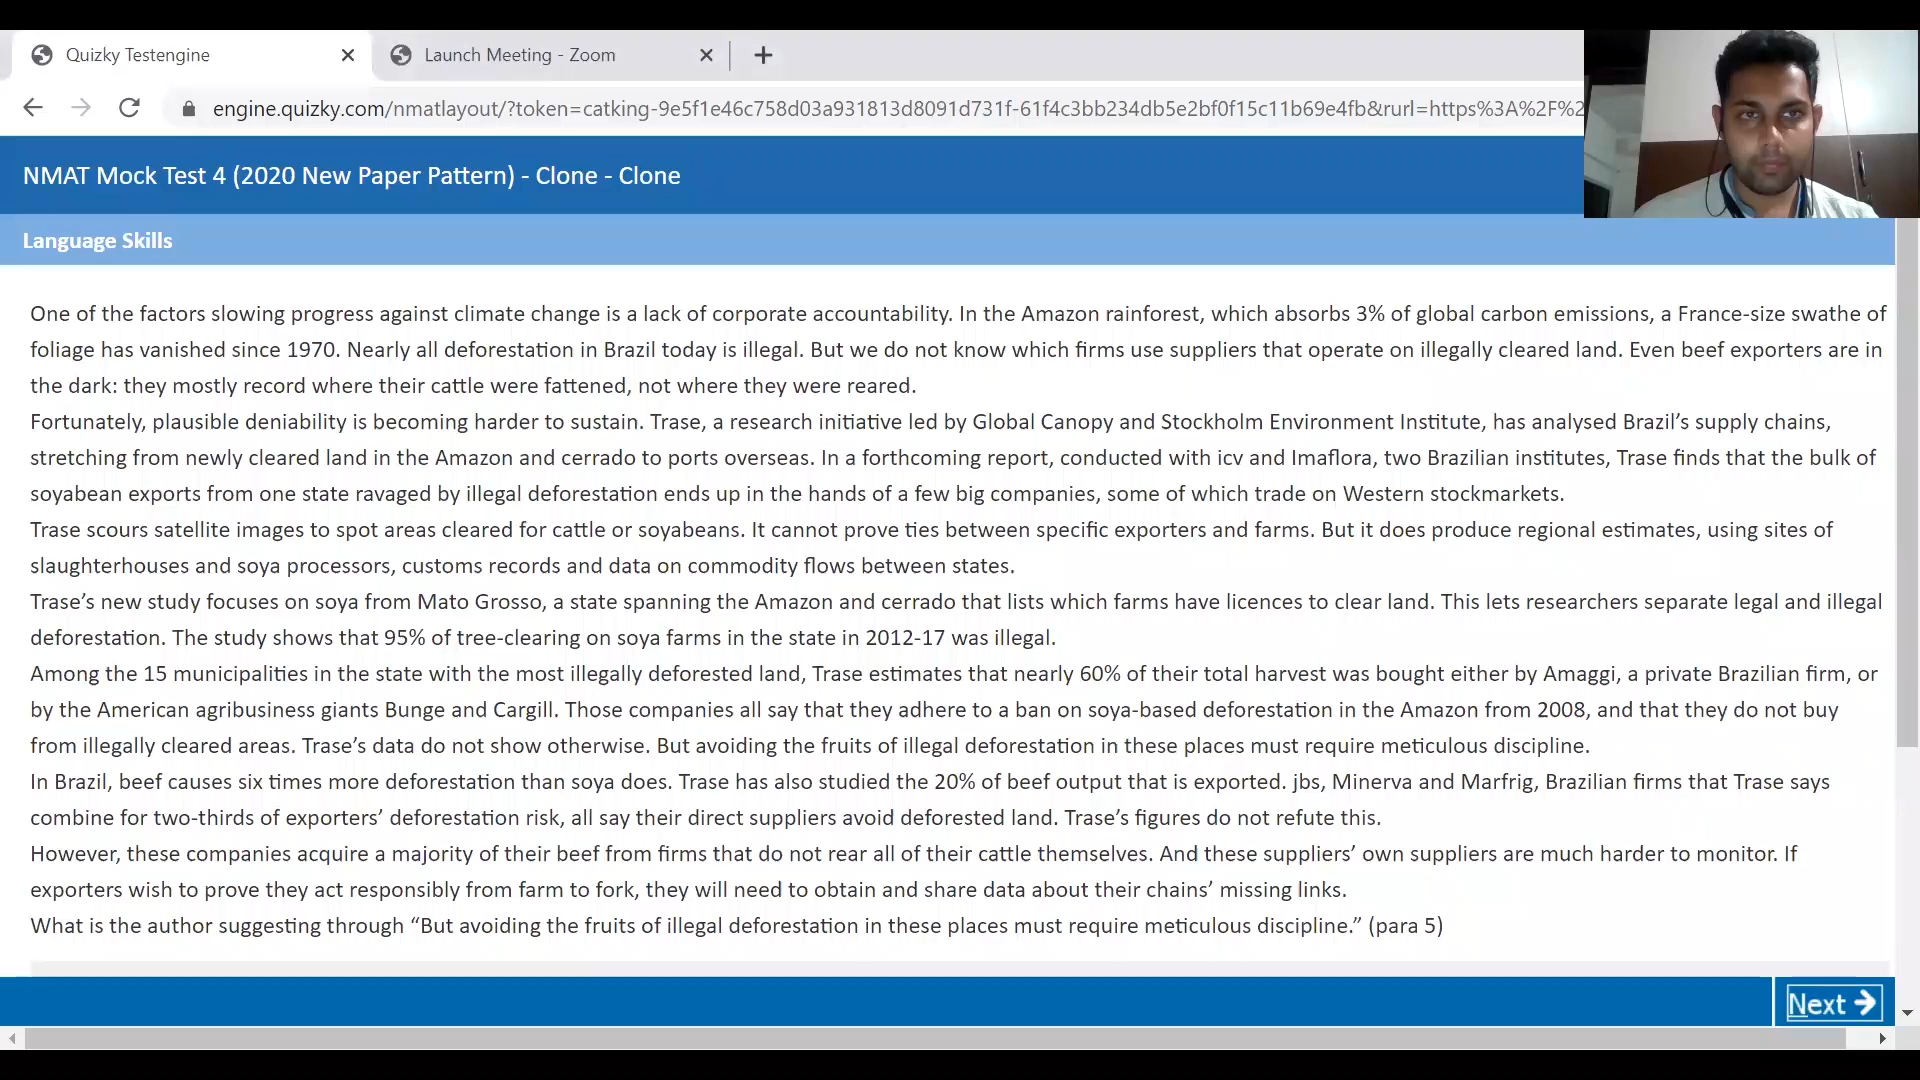 Quizky Testengine
Launch Meeting - Zoom
engine.quizky.com/nmatlayout/?token=catking-9e5f1e46c758d03a931813d8091d731f-61f4c3bb234db5e2bf0f15c11b69e4fb&rurl=https%3A%2F%2
NMAT Mock Test 4 (2020 New Paper Pattern) - Clone - Clone
Language Skills
One of the factors slowing progress against climate change is a lack of corporate accountability. In the Amazon rainforest, which absorbs 3% of global carbon emissions, a France-size swathe of
foliage has vanished since 1970. Nearly all deforestation in Brazil today is illegal. But we do not know which firms use suppliers that operate on illegally cleared land. Even beef exporters are in
the dark: they mostly record where their cattle were fattened, not where they were reared.
Fortunately, plausible deniability is becoming harder to sustain. Trase, a research initiative led by Global Canopy and Stockholm Environment Institute, has analysed Brazil’s supply chains,
stretching from newly cleared land in the Amazon and cerrado to ports overseas. In a forthcoming report, conducted with icv and Imaflora, two Brazilian institutes, Trase finds that the bulk of
soyabean exports from one state ravaged by illegal deforestation ends up in the hands of a few big companies, some of which trade on Western stockmarkets.
Trase scours satellite images to spot areas cleared for cattle or soyabeans. It cannot prove ties between specific exporters and farms. But it does produce regional estimates, using sites of
slaughterhouses and soya processors, customs records and data on commodity flows between states.
Trase’s new study focuses on soya from Mato Grosso, a state spanning the Amazon and cerrado that lists which farms have licences to clear land. This lets researchers separate legal and illegal
deforestation. The study shows that 95% of tree-clearing on soya farms in the state in 2012-17 was illegal.
Among the 15 municipalities in the state with the most illegally deforested land, Trase estimates that nearly 60% of their total harvest was bought either by Amaggi, a private Brazilian firm, or
by the American agribusiness giants Bunge and Cargill. Those companies all say that they adhere to a ban on soya-based deforestation in the Amazon from 2008, and that they do not buy
from illegally cleared areas. Trase’s data do not show otherwise. But avoiding the fruits of illegal deforestation in these places must require meticulous discipline.
In Brazil, beef causes six times more deforestation than soya does. Trase has also studied the 20% of beef output that is exported. jbs, Minerva and Marfrig, Brazilian firms that Trase says
combine for two-thirds of exporters’ deforestation risk, all say their direct suppliers avoid deforested land. Trase’s figures do not refute this.
However, these companies acquire a majority of their beef from firms that do not rear all of their cattle themselves. And these suppliers’ own suppliers are much harder to monitor. If
exporters wish to prove they act responsibly from farm to fork, they will need to obtain and share data about their chains’ missing links.
What is the author suggesting through “But avoiding the fruits of illegal deforestation in these places must require meticulous discipline.” (para 5)
Next